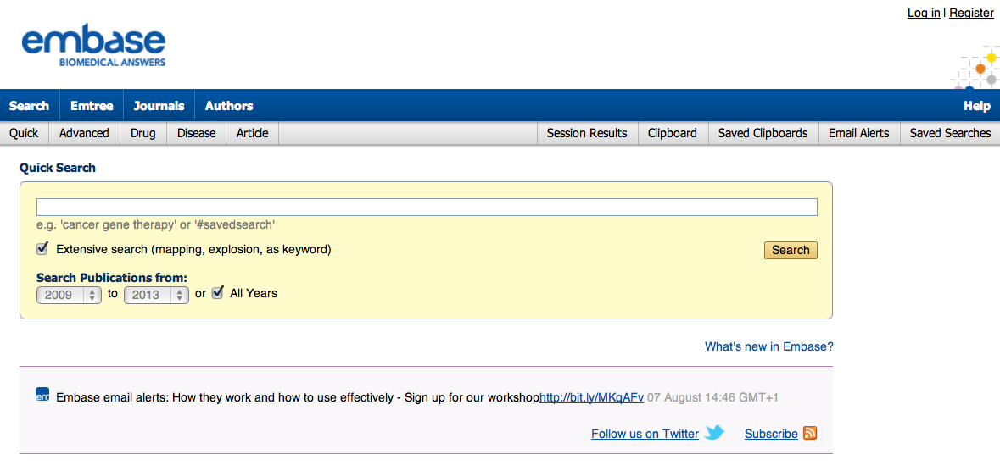 Log in | Register
embase
BIOMEDICAL ANSWERS
Search Emtree Journals Authors Help
Quick Advanced Drug Disease Article Session Results Clipboard Saved Clipboards Email Alerts Saved Searches
Quick Search
e.g. 'cancer gene therapy' or '#savedsearch'
Extensive search (mapping, explosion, as keyword) Search
Search Publications from:
2009 to 2013 or All Years
What's new in Embase?
em Embase email alerts: How they work and how to use effectively - Sign up for our workshophttp://bit.ly/MKqAFv 07 August 14:46 GMT+1
Follow us on Twitter Subscribe